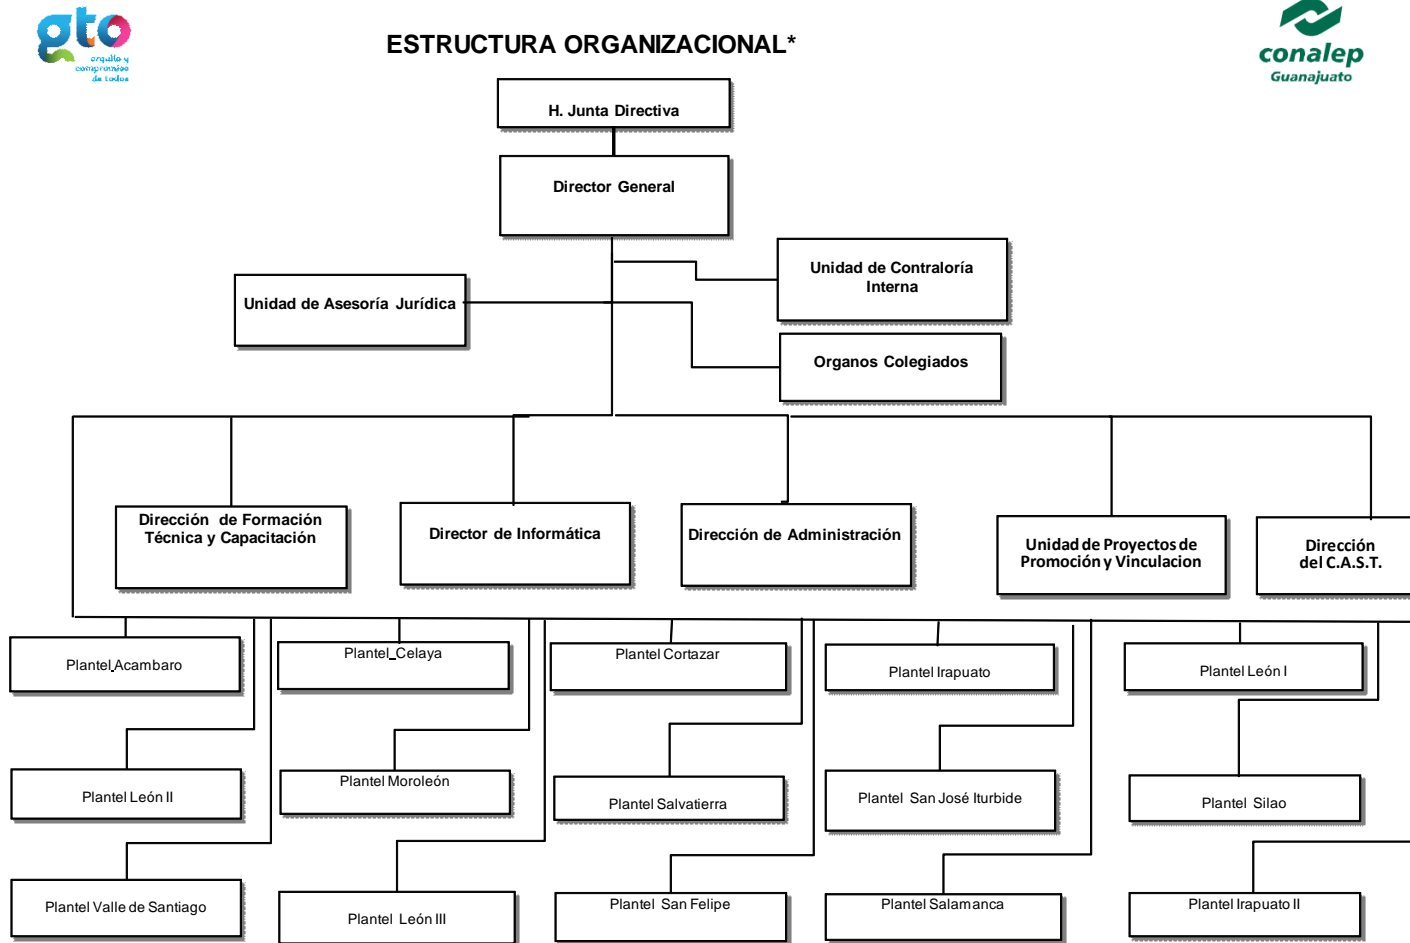 gto
orgullo y
compromiso
de todos
ESTRUCTURA ORGANIZACIONAL*
conalep
Guanajuato
H. Junta Directiva
Director General
Unidad de Contraloría
Interna
Unidad de Asesoría Jurídica
Organos Colegiados
Dirección de Formación
Técnica y Capacitación
Director de Informática
Dirección de Administración
Unidad de Proyectos de
Promoción y Vinculacion
Dirección
del C.A.S.T.
Plantel Acambaro
Plantel Celaya
Plantel Cortazar
Plantel Irapuato
Plantel León I
Plantel León II
Plantel Moroleón
Plantel Salvatierra
Plantel San José Iturbide
Plantel Silao
Plantel Valle de Santiago
Plantel León III
Plantel San Felipe
Plantel Salamanca
Plantel Irapuato II